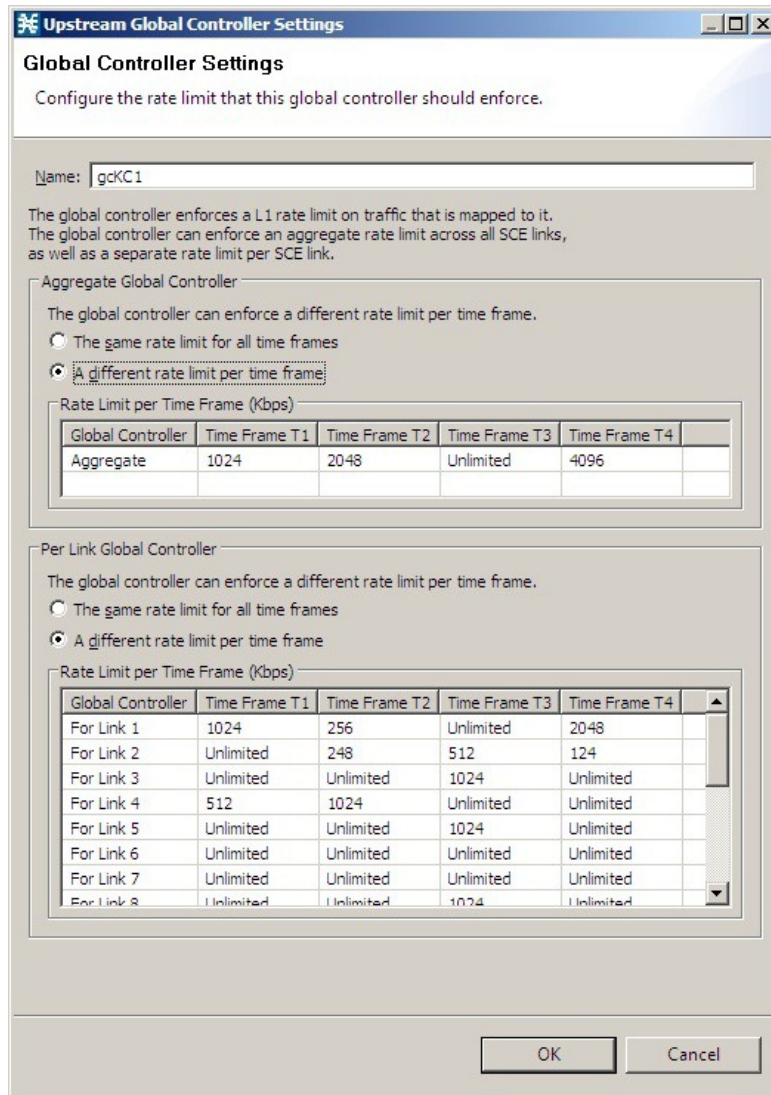 Upstream Global Controller Settings
Global Controller Settings
Configure the rate limit that this global controller should enforce.
Name: gcKC1
The global controller enforces a L1 rate limit on traffic that is mapped to it.
The global controller can enforce an aggregate rate limit across all SCE links,
as well as a separate rate limit per SCE link.
Aggregate Global Controller
The global controller can enforce a different rate limit per time frame.
The same rate limit for all time frames
A different rate limit per time frame
Rate Limit per Time Frame (Kbps)
Global Controller Time Frame T1 Time Frame T2 Time Frame T3 Time Frame T4
Aggregate 1024 2048 Unlimited 4096
Per Link Global Controller
The global controller can enforce a different rate limit per time frame.
The same rate limit for all time frames
A different rate limit per time frame
Rate Limit per Time Frame (Kbps)
Global Controller Time Frame T1 Time Frame T2 Time Frame T3 Time Frame T4
For Link 1 1024 256 Unlimited 2048
For Link 2 Unlimited 248 512 124
For Link 3 Unlimited Unlimited 1024 Unlimited
For Link 4 512 1024 Unlimited Unlimited
For Link 5 Unlimited Unlimited 1024 Unlimited
For Link 6 Unlimited Unlimited Unlimited Unlimited
For Link 7 Unlimited Unlimited Unlimited Unlimited
For Link 8 Unlimited Unlimited 1024 Unlimited
OK Cancel